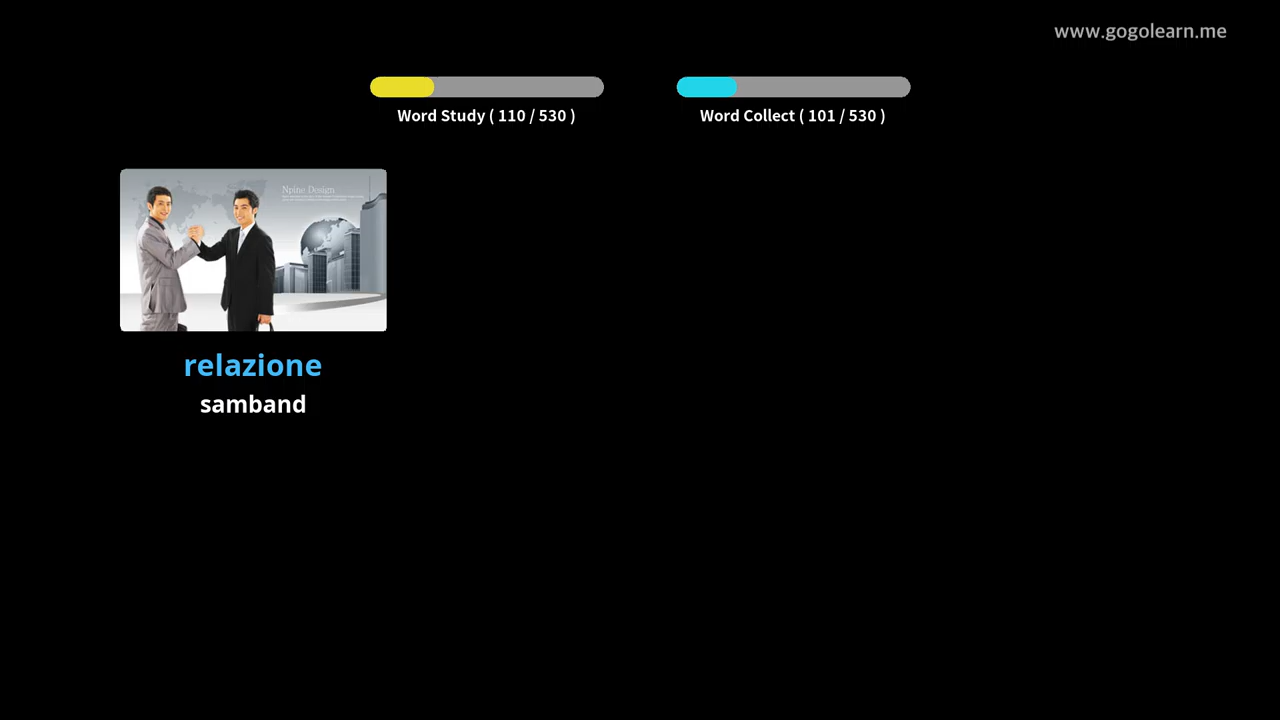 www.gogolearn.me
Word Study ( 110 / 530 )
Word Collect ( 101 / 530 )
Npine Design
relazione
samband